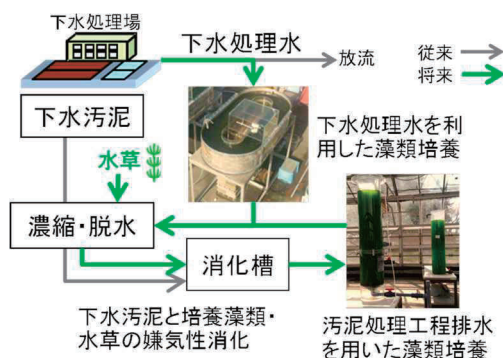 下水処理場
下水処理水
放流
従来
将来
下水汚泥
下水処理水を利
用した藻類培養
水草
濃縮・脱水
消化槽
下水汚泥と培養藻類・
水草の嫌気性消化
汚泥処理工程排水
を用いた藻類培養